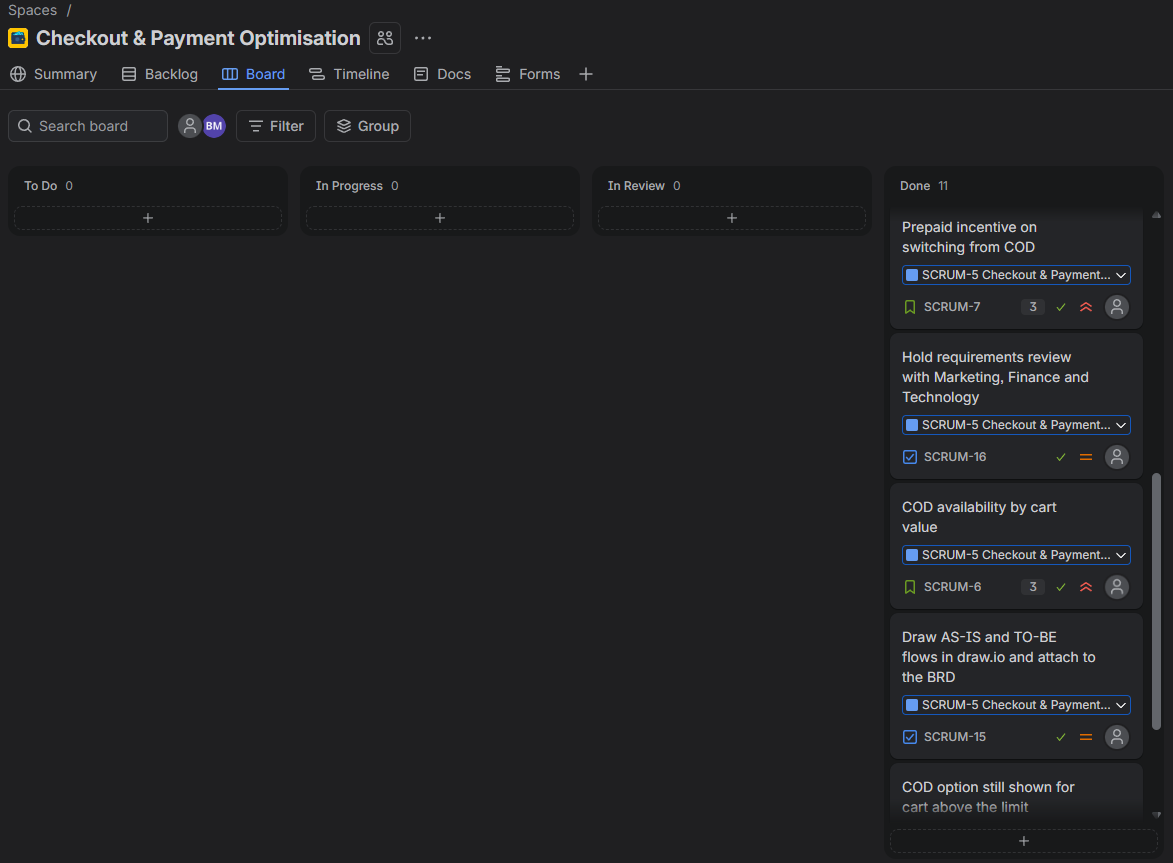 Spaces /
Checkout & Payment Optimisation
Summary Backlog Board Timeline Docs Forms
Search board BM Filter Group
To Do 0 In Progress 0 In Review 0 Done 11
Prepaid incentive on
switching from COD
SCRUM-5 Checkout & Payment...
SCRUM-7 3
Hold requirements review
with Marketing, Finance and
Technology
SCRUM-5 Checkout & Payment...
SCRUM-16
COD availability by cart
value
SCRUM-5 Checkout & Payment...
SCRUM-6 3
Draw AS-IS and TO-BE
flows in draw.io and attach to
the BRD
SCRUM-5 Checkout & Payment...
SCRUM-15
COD option still shown for
cart above the limit